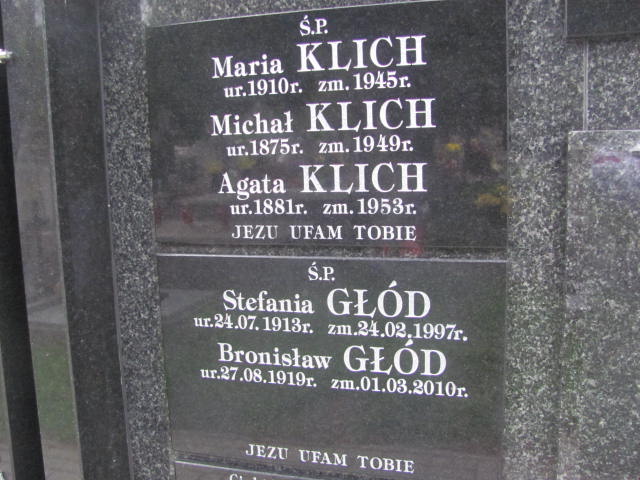 Ś.P.
Maria KLICH
ur.1910r. zm.1945r.
Michał KLICH
ur.1875r. zm.1949r.
Agata KLICH
ur.1881r. zm.1953r.
JEZU UFAM TOBIE
Ś.P.
Stefania GŁÓD
ur.24.07.1913r. zm.24.02.1997r.
Bronisław GŁÓD
ur.27.08.1919r. zm.01.03.2010r.
JEZU UFAM TOBIE